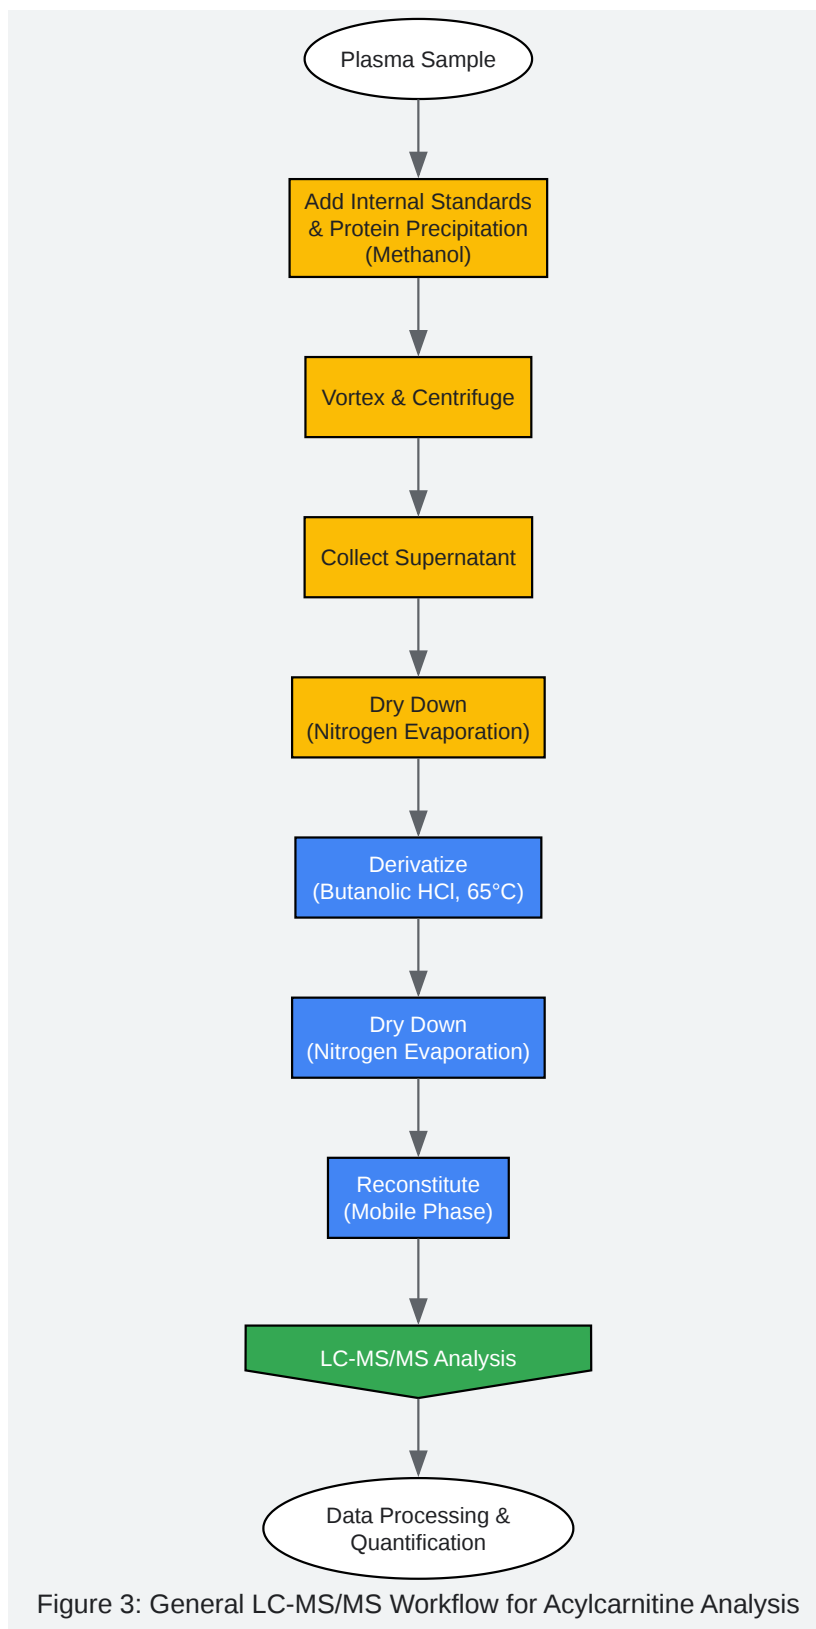 Plasma Sample
Add Internal Standards
& Protein Precipitation
(Methanol)
Vortex & Centrifuge
Collect Supernatant
Dry Down
(Nitrogen Evaporation)
Derivatize
(Butanolic HCl, 65°C)
Dry Down
(Nitrogen Evaporation)
Reconstitute
(Mobile Phase)
LC-MS/MS Analysis
Data Processing &
Quantification
Figure 3: General LC-MS/MS Workflow for Acylcarnitine Analysis